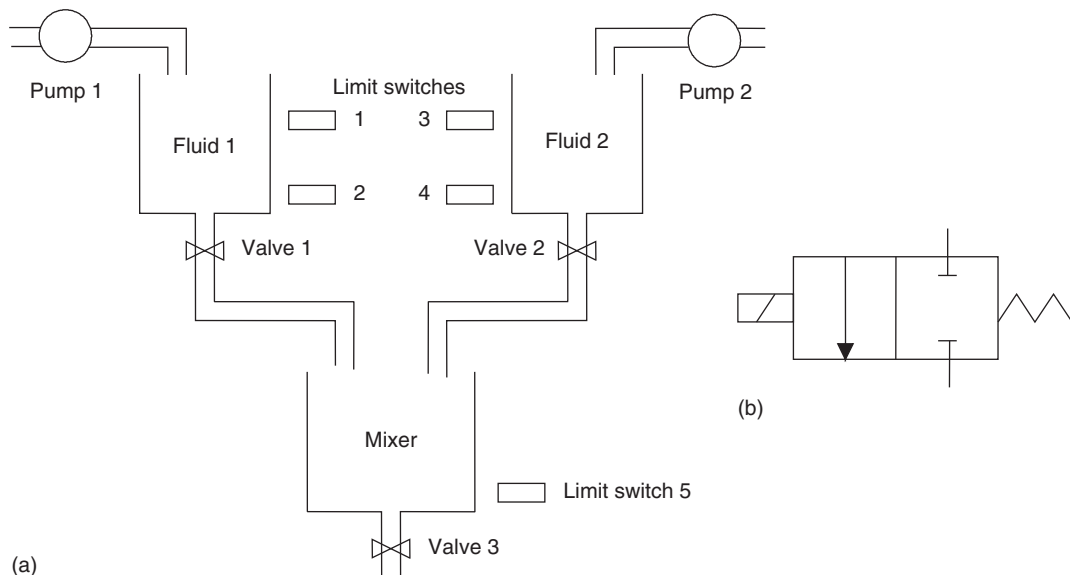 Pump 1
Limit switches
Pump 2
1
3
Fluid 1
Fluid 2
2
4
Valve 1
Valve 2
(b)
Mixer
Limit switch 5
Valve 3
(a)